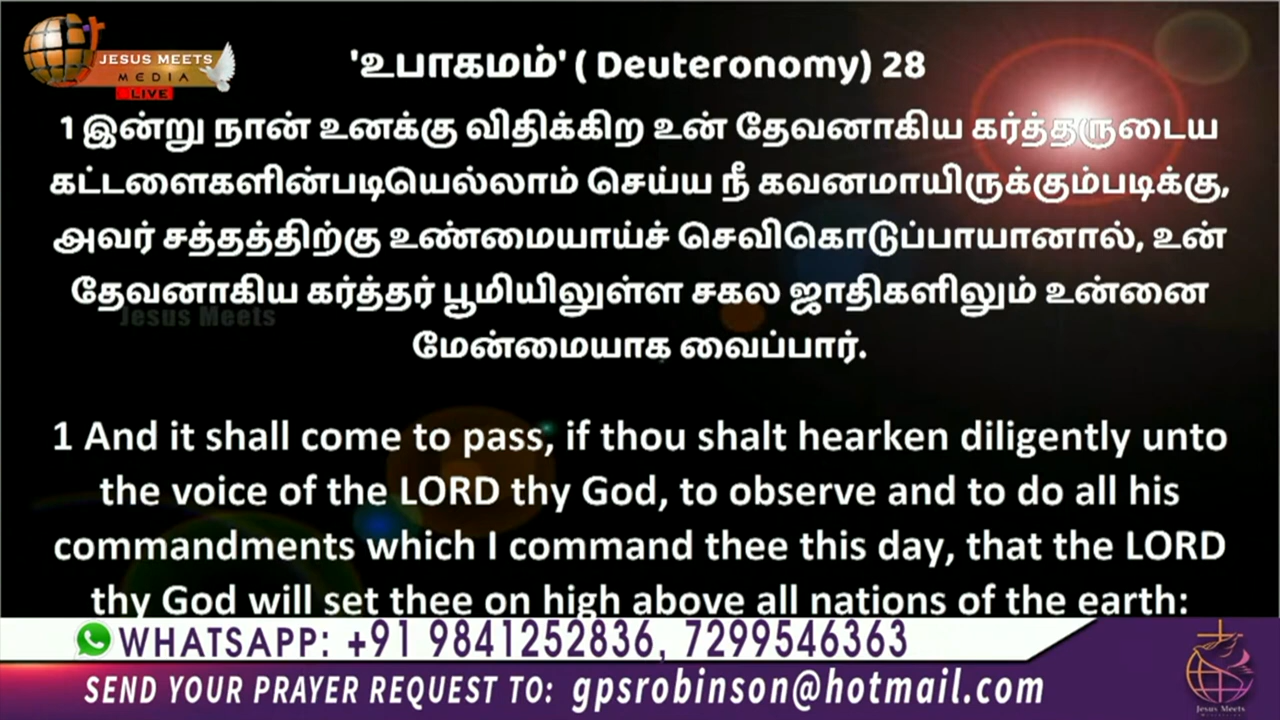 JESUS MEETS
MEDIA
LIVE
'உபாகமம்' ( Deuteronomy) 28
1 இன்று நான் உனக்கு விதிக்கிற உன் தேவனாகிய கர்த்தருடைய
கட்டளைகளின்படியெல்லாம் செய்ய நீ கவனமாயிருக்கும்படிக்கு,
அவர் சத்தத்திற்கு உண்மையாய்ச் செவிகொடுப்பாயானால், உன்
தேவனாகிய கர்த்தர் பூமியிலுள்ள சகல ஜாதிகளிலும் உன்னை
Jesus Meets
மேன்மையாக வைப்பார்.
1 And it shall come to pass, if thou shalt hearken diligently unto
the voice of the LORD thy God, to observe and to do all his
commandments which I command thee this day, that the LORD
thy God will set thee on high above all nations of the earth:
WHATSAPP: +91 9841252836, 7299546363
SEND YOUR PRAYER REQUEST TO: gpsrobinson@hotmail.com
Jesus Meets